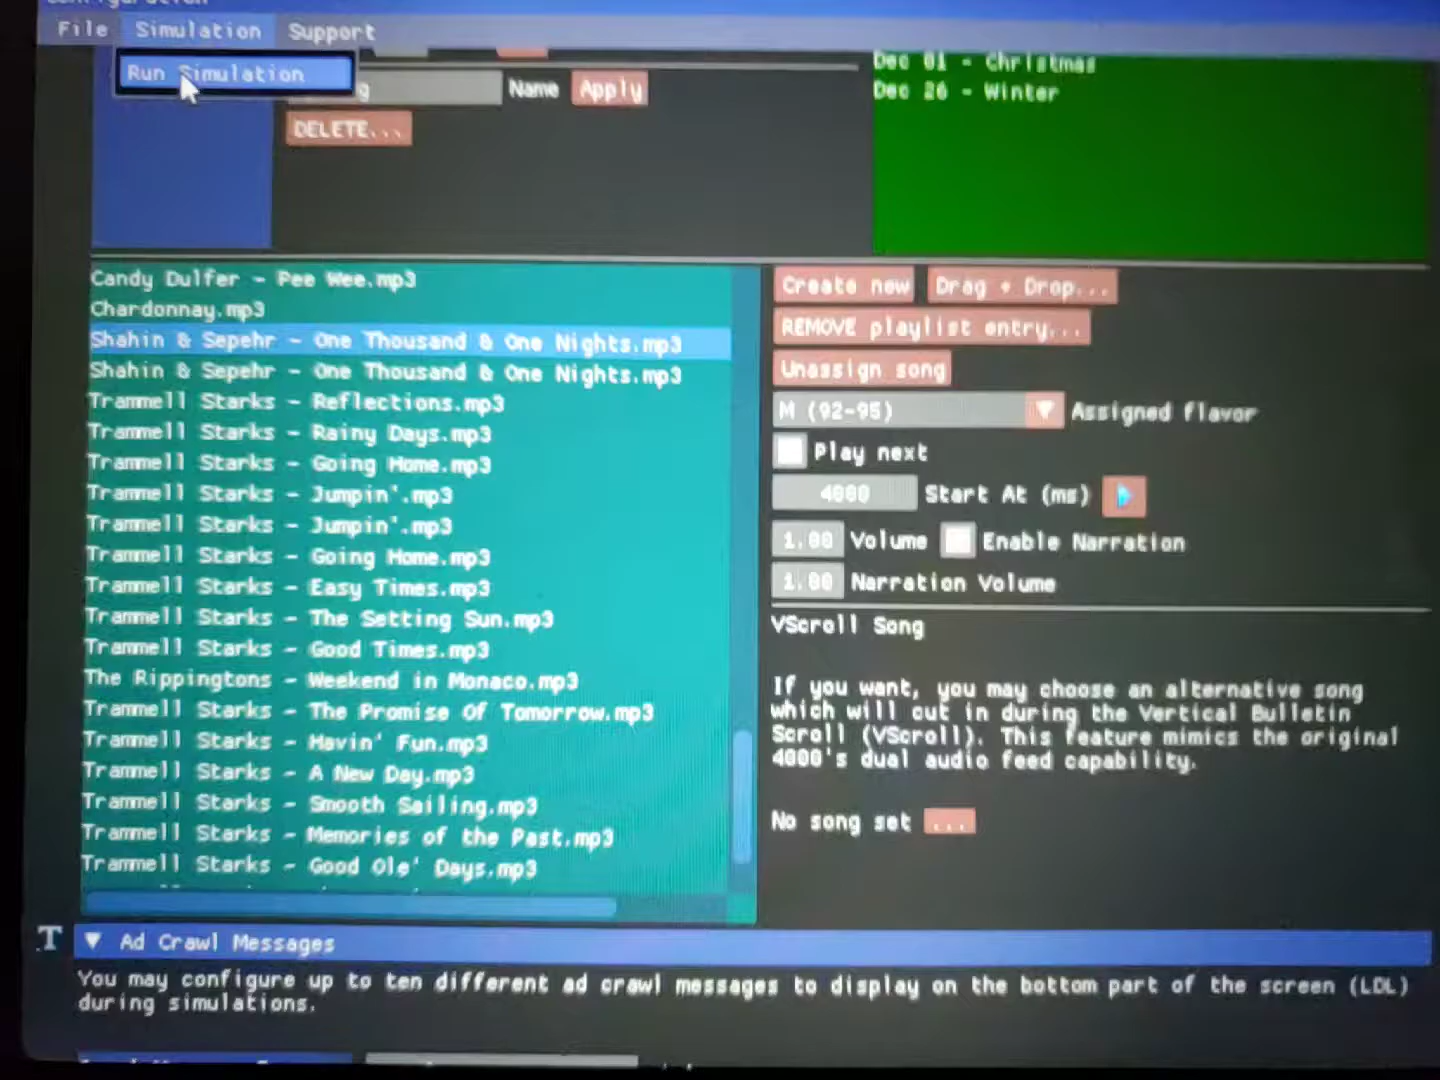 Configuration
File Simulation Support
Run Simulation
Name Apply
DELETE...
Dec 01 - Christmas
Dec 26 - Winter
Candy Dulfer - Pee Wee.mp3
Chardonnay.mp3
Shahin & Sepehr - One Thousand & One Nights.mp3
Shahin & Sepehr - One Thousand & One Nights.mp3
Trammell Starks - Reflections.mp3
Trammell Starks - Rainy Days.mp3
Trammell Starks - Going Home.mp3
Trammell Starks - Jumpin'.mp3
Trammell Starks - Jumpin'.mp3
Trammell Starks - Going Home.mp3
Trammell Starks - Easy Times.mp3
Trammell Starks - The Setting Sun.mp3
Trammell Starks - Good Times.mp3
The Rippingtons - Weekend in Monaco.mp3
Trammell Starks - The Promise Of Tomorrow.mp3
Trammell Starks - Havin' Fun.mp3
Trammell Starks - A New Day.mp3
Trammell Starks - Smooth Sailing.mp3
Trammell Starks - Memories of the Past.mp3
Trammell Starks - Good Ole' Days.mp3
Create new Drag + Drop...
REMOVE playlist entry...
Unassign song
M (92-95) Assigned flavor
Play next
4000 Start At (ms)
1.00 Volume Enable Narration
1.00 Narration Volume
VScroll Song
If you want, you may choose an alternative song
which will cut in during the Vertical Bulletin
Scroll (VScroll). This feature mimics the original
4000's dual audio feed capability.
No song set ...
T Ad Crawl Messages
You may configure up to ten different ad crawl messages to display on the bottom part of the screen (LDL)
during simulations.